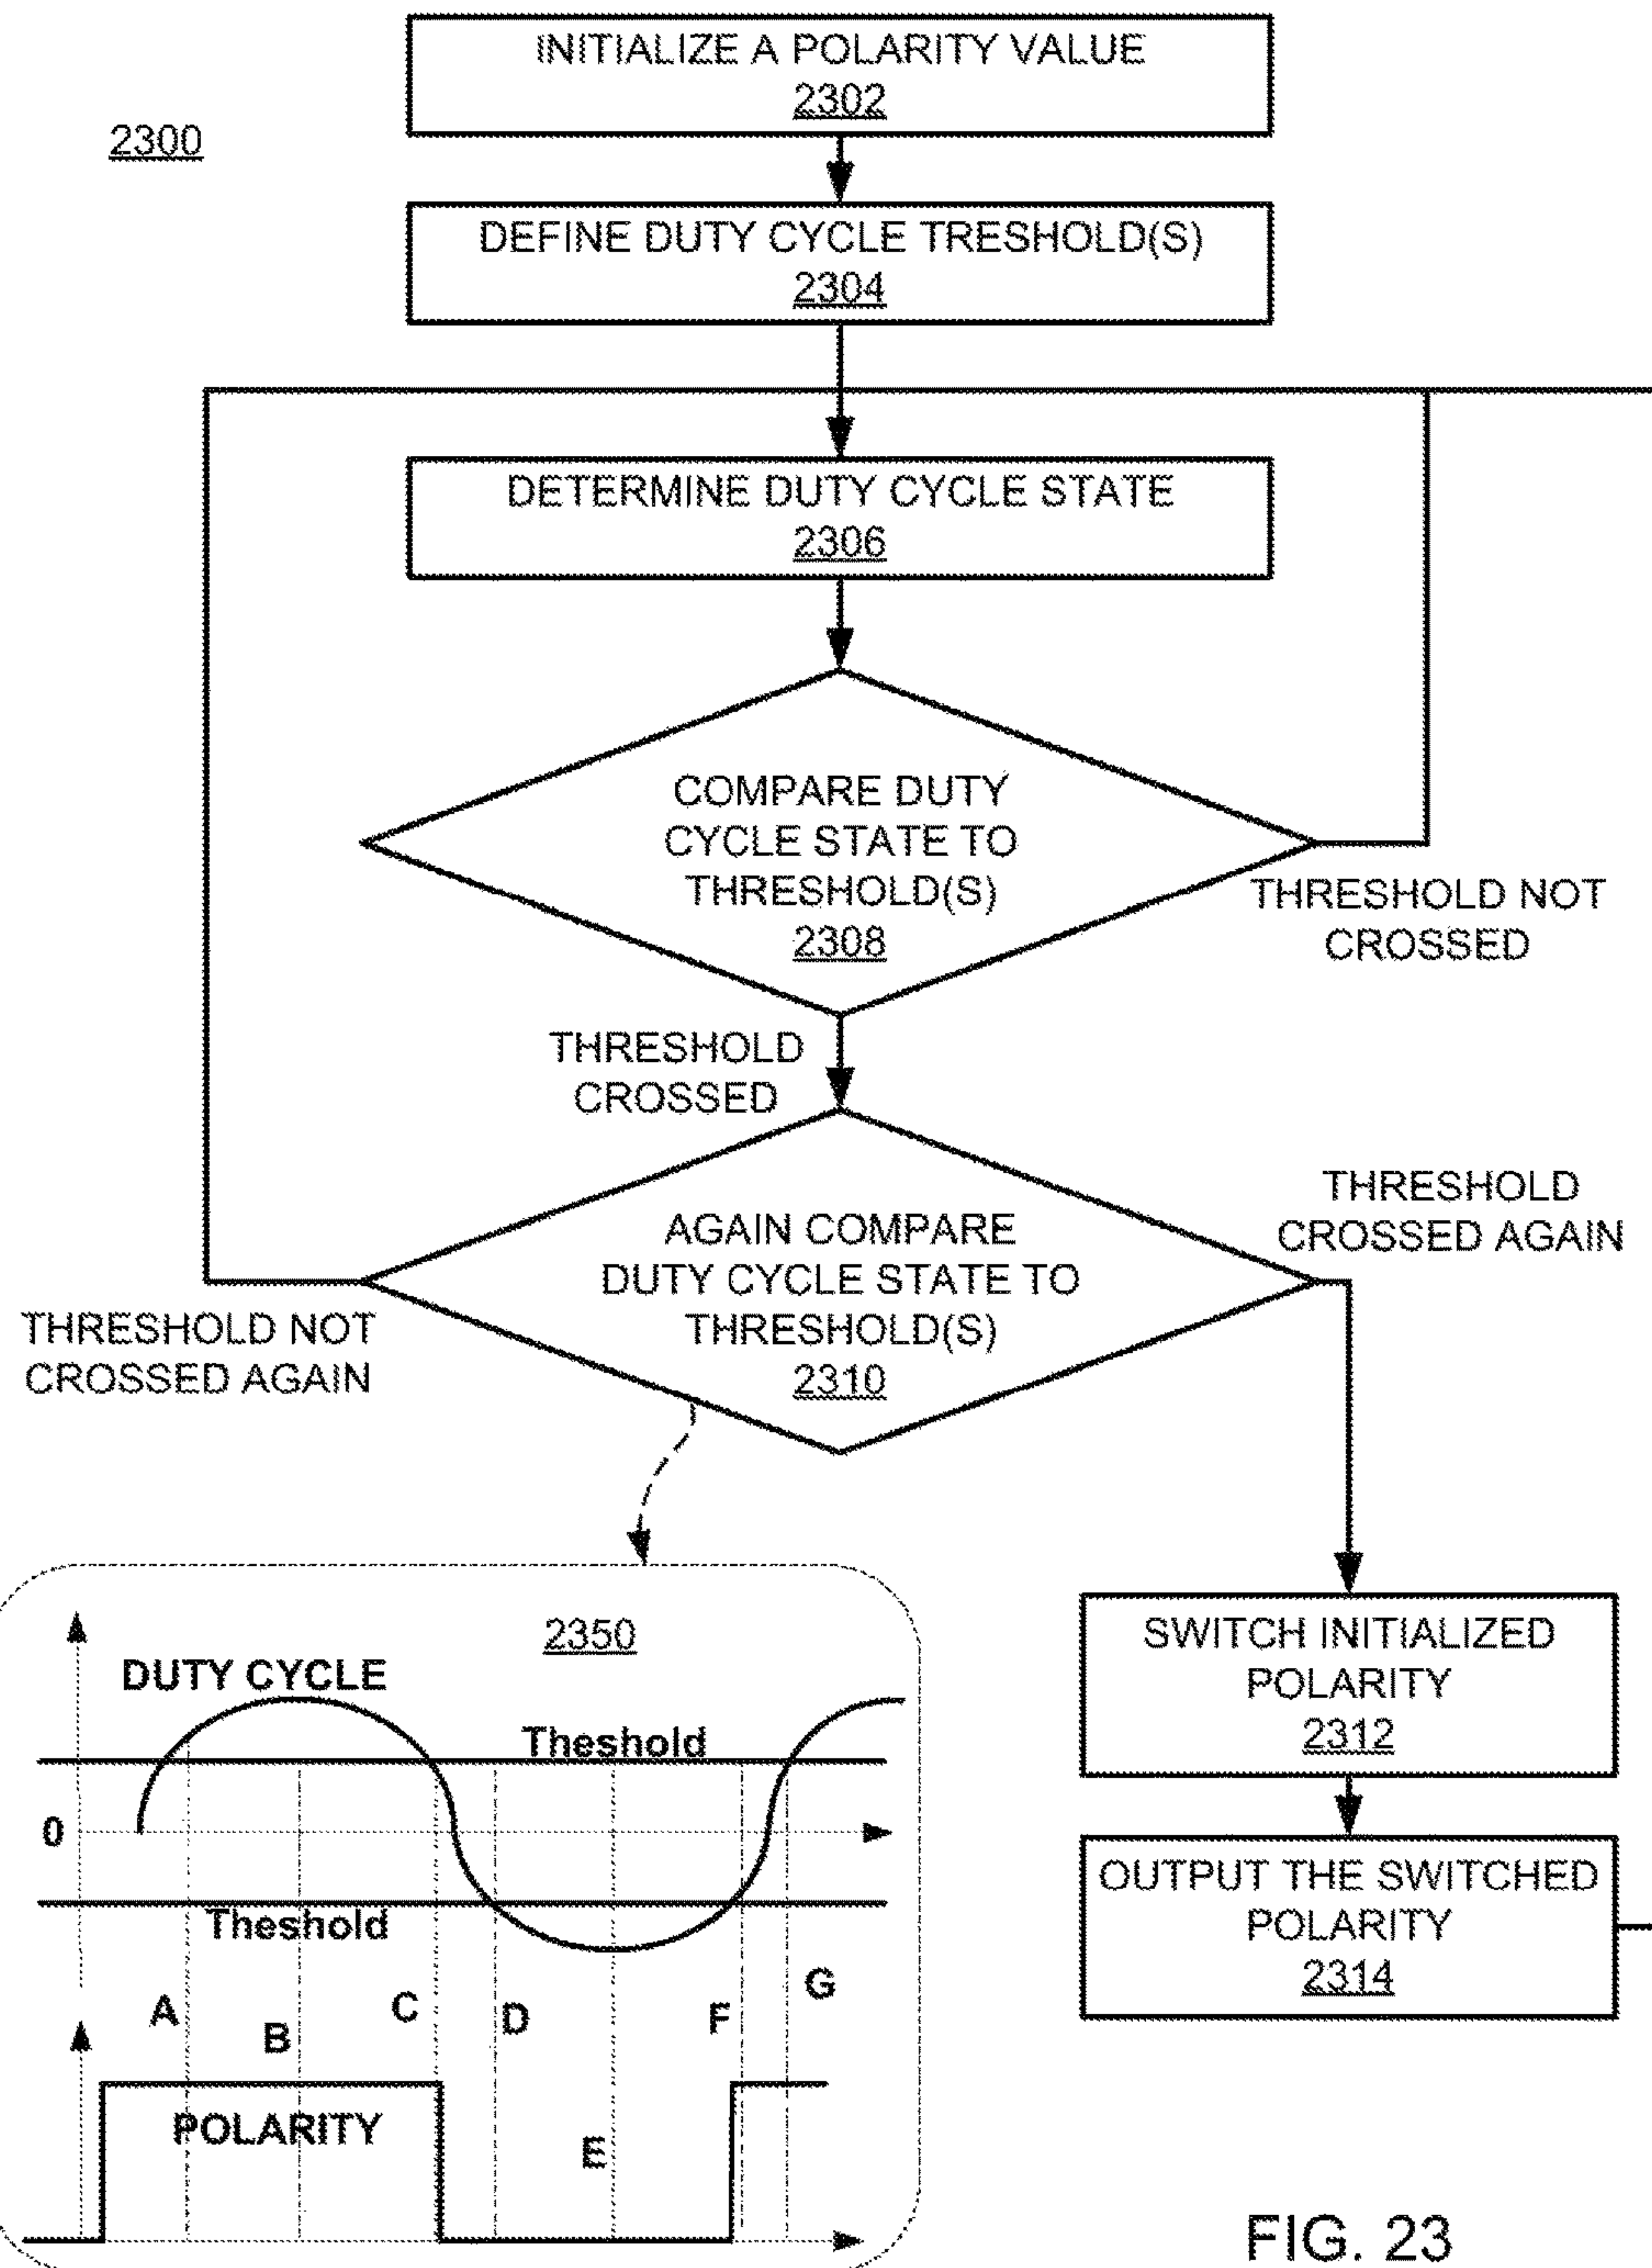 INITIALIZE A POLARITY VALUE
2302
2300
DEFINE DUTY CYCLE TRESHOLD(S)
2304
DETERMINE DUTY CYCLE STATE
2306
COMPARE DUTY
CYCLE STATE TO
THRESHOLD(S)
2308
THRESHOLD NOT
CROSSED
THRESHOLD
CROSSED
THRESHOLD
CROSSED AGAIN
AGAIN COMPARE
DUTY CYCLE STATE TO
THRESHOLD(S)
2310
THRESHOLD NOT
CROSSED AGAIN
2350
DUTY CYCLE
Theshold
0
Theshold
A
B
C
D
E
F
G
POLARITY
SWITCH INITIALIZED
POLARITY
2312
OUTPUT THE SWITCHED
POLARITY
2314
FIG. 23